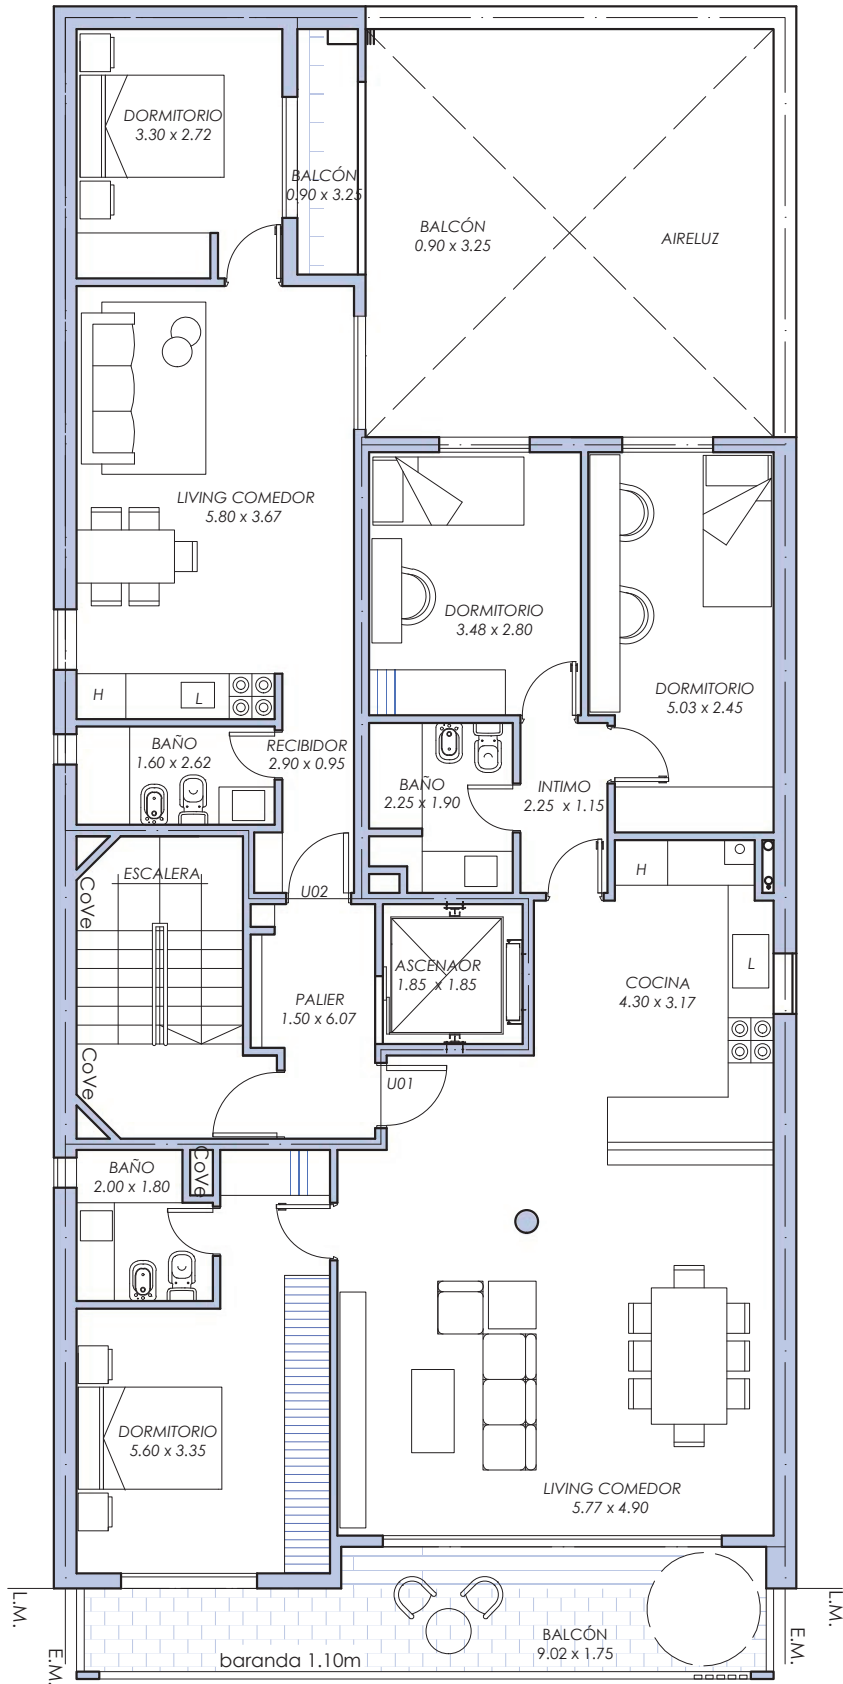 DORMITORIO
3.30 x 2.72
BALCÓN
0.90 x 3.25
BALCÓN
0.90 x 3.25
AIRELUZ
LIVING COMEDOR
5.80 x 3.67
DORMITORIO
3.48 x 2.80
DORMITORIO
5.03 x 2.45
H
L
BAÑO
1.60 x 2.62
RECIBIDOR
2.90 x 0.95
BAÑO
2.25 x 1.90
INTIMO
2.25 x 1.15
ESCALERA
CoVe
U02
H
ASCENAOR
1.85 x 1.85
L
COCINA
4.30 x 3.17
PALIER
1.50 x 6.07
CoVe
U01
BAÑO
2.00 x 1.80
CoVe
DORMITORIO
5.60 x 3.35
LIVING COMEDOR
5.77 x 4.90
L.M.
L.M.
E.M.
BALCÓN
9.02 x 1.75
E.M.
baranda 1.10m